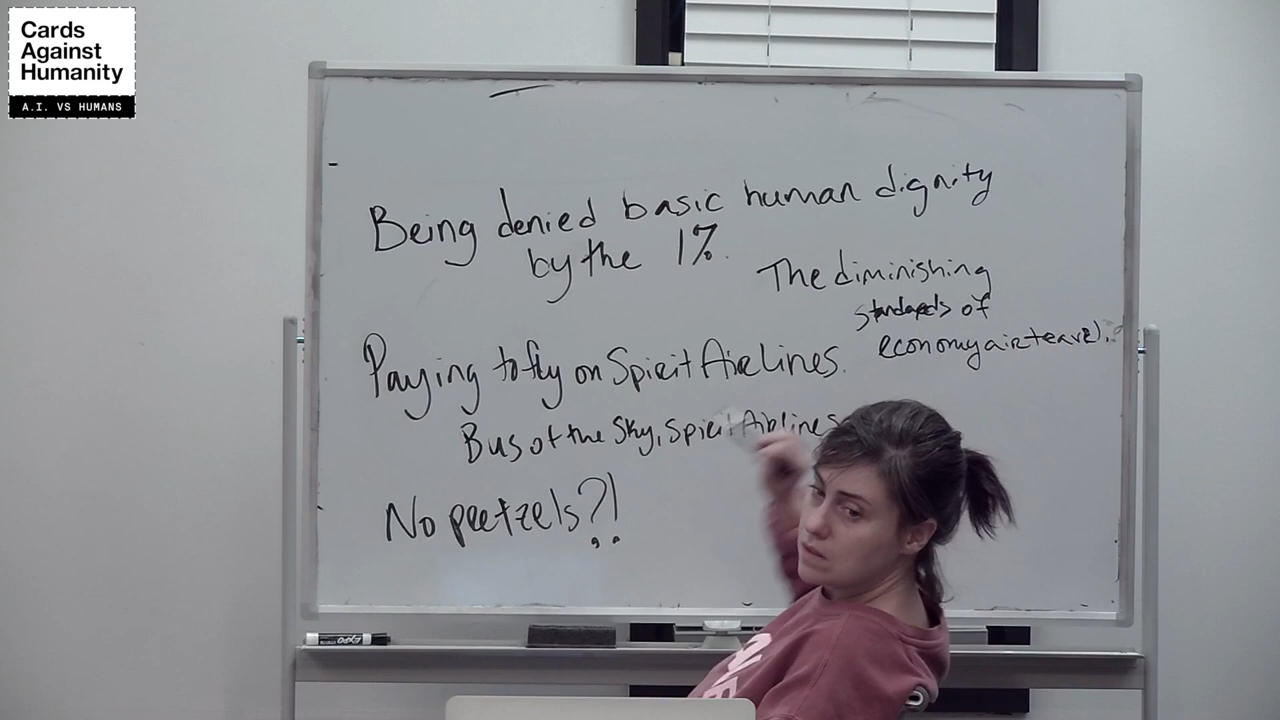 Cards
Against
Humanity
A.I. VS HUMANS
Being denied basic human dignity
by the 1%.
The diminishing
standards of
economy air travel.
Paying to fly on Spirit Airlines.
Bus of the Sky, Spirit Airlines
No pretzels?!
EXPO